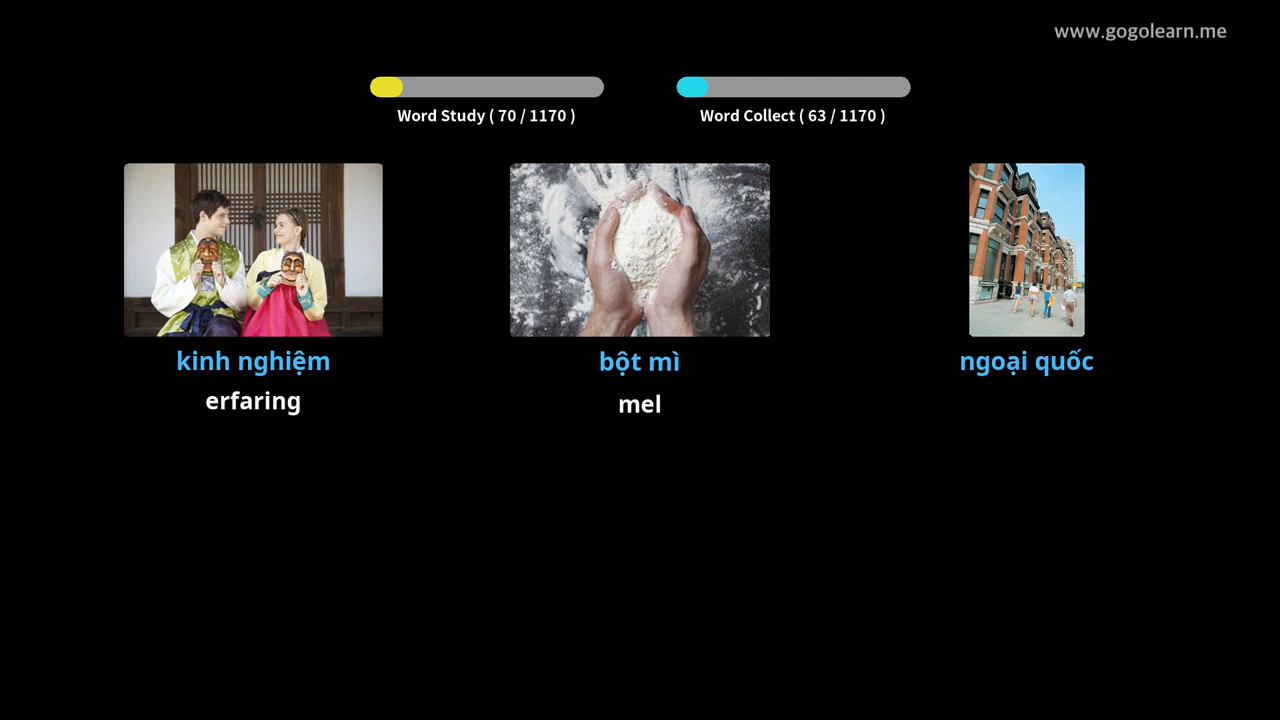 www.gogolearn.me
Word Study ( 70 / 1170 )
Word Collect ( 63 / 1170 )
kinh nghiệm
erfaring
bột mì
mel
ngoại quốc